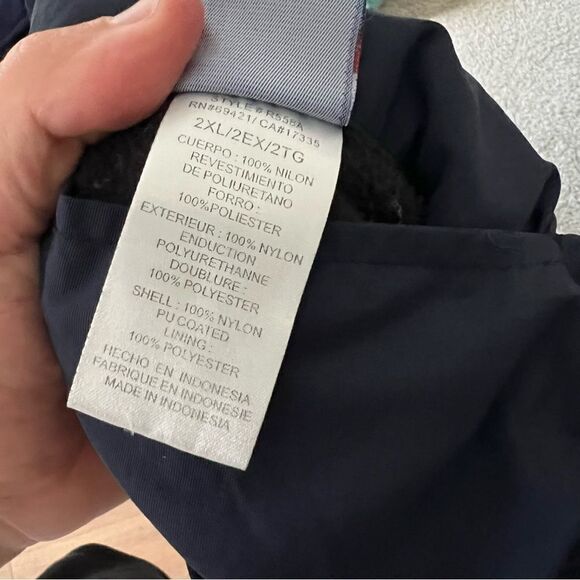 STYLE # R558A
RN#69421/ CA#17335
2XL/2EX/2TG
CUERPO : 100% NILON
REVESTIMIENTO
DE POLIURETANO
FORRO :
100%POLIESTER
EXTERIEUR : 100% NYLON
ENDUCTION
POLYURETHANNE
DOUBLURE :
100% POLYESTER
SHELL : 100% NYLON
PU COATED
LINING :
100% POLYESTER
HECHO EN INDONESIA
FABRIQUE EN INDONESIE
MADE IN INDONESIA